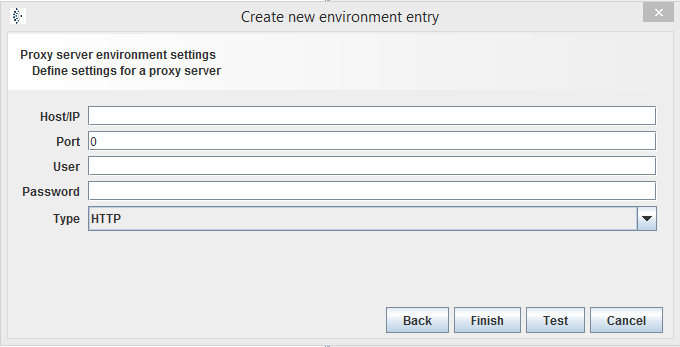 Create new environment entry
Proxy server environment settings
Define settings for a proxy server
Host/IP
Port 0
User
Password
Type HTTP
Back Finish Test Cancel